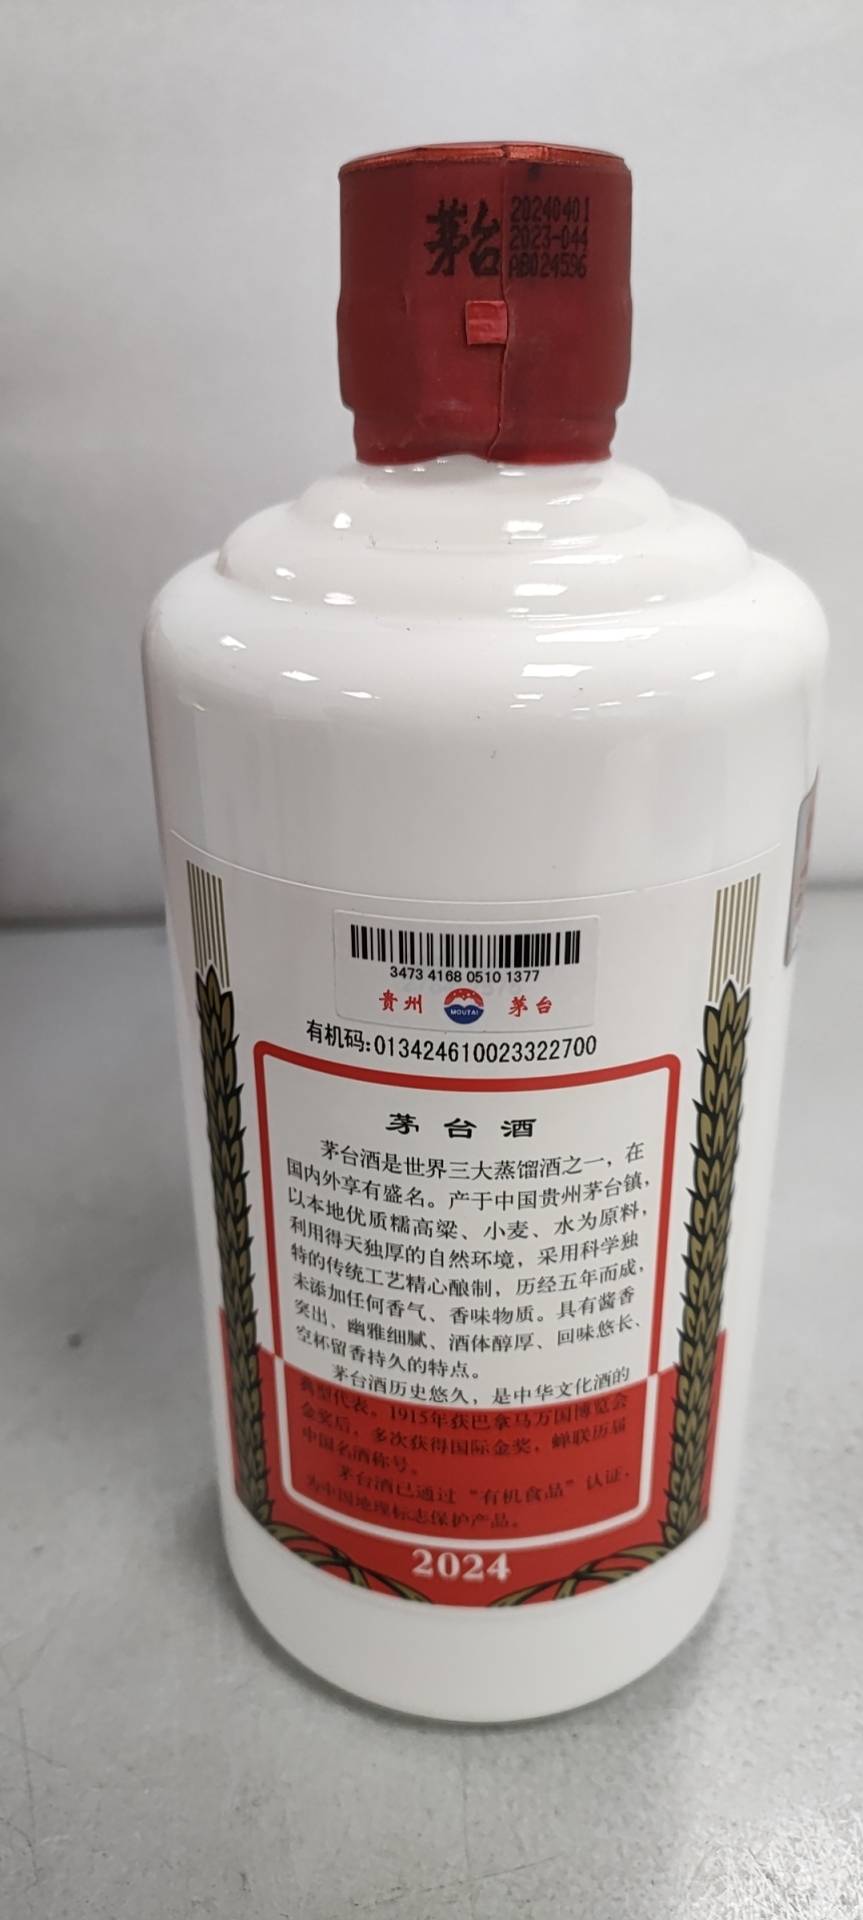 茅台
20240401
2023-044
AB024596
3473 4168 0510 1377
贵州 MOUTAI 茅台
有机码:013424610023322700
茅台酒
茅台酒是世界三大蒸馏酒之一，在
国内外享有盛名。产于中国贵州茅台镇，
以本地优质糯高粱、小麦、水为原料，
利用得天独厚的自然环境，采用科学独
特的传统工艺精心酿制，历经五年而成，
未添加任何香气、香味物质。具有酱香
突出、幽雅细腻、酒体醇厚、回味悠长、
空杯留香持久的特点。
茅台酒历史悠久，是中华文化酒的
典型代表。1915年获巴拿马万国博览会
金奖后，多次获得国际金奖，蝉联历届
中国名酒称号。
茅台酒已通过“有机食品”认证，
为中国地理标志保护产品。
2024